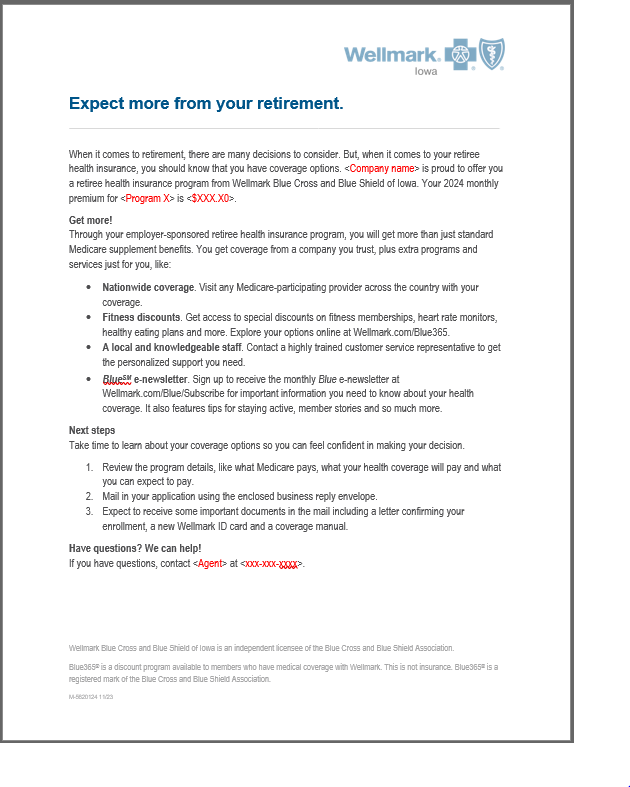 Wellmark.
Iowa
Expect more from your retirement.
When it comes to retirement, there are many decisions to consider. But, when it comes to your retiree
health insurance, you should know that you have coverage options. <Company name> is proud to offer you
a retiree health insurance program from Wellmark Blue Cross and Blue Shield of Iowa. Your 2024 monthly
premium for <Program X> is <$XXX.X0>.
Get more!
Through your employer-sponsored retiree health insurance program, you will get more than just standard
Medicare supplement benefits. You get coverage from a company you trust, plus extra programs and
services just for you, like:
• Nationwide coverage. Visit any Medicare-participating provider across the country with your
coverage.
• Fitness discounts. Get access to special discounts on fitness memberships, heart rate monitors,
healthy eating plans and more. Explore your options online at Wellmark.com/Blue365.
• A local and knowledgeable staff. Contact a highly trained customer service representative to get
the personalized support you need.
• Blue℠ e-newsletter. Sign up to receive the monthly Blue e-newsletter at
Wellmark.com/Blue/Subscribe for important information you need to know about your health
coverage. It also features tips for staying active, member stories and so much more.
Next steps
Take time to learn about your coverage options so you can feel confident in making your decision.
1. Review the program details, like what Medicare pays, what your health coverage will pay and what
you can expect to pay.
2. Mail in your application using the enclosed business reply envelope.
3. Expect to receive some important documents in the mail including a letter confirming your
enrollment, a new Wellmark ID card and a coverage manual.
Have questions? We can help!
If you have questions, contact <Agent> at <xxx-xxx-xxxx>.
Wellmark Blue Cross and Blue Shield of Iowa is an independent licensee of the Blue Cross and Blue Shield Association.
Blue365® is a discount program available to members who have medical coverage with Wellmark. This is not insurance. Blue365® is a
registered mark of the Blue Cross and Blue Shield Association.
M-5620124 11/23